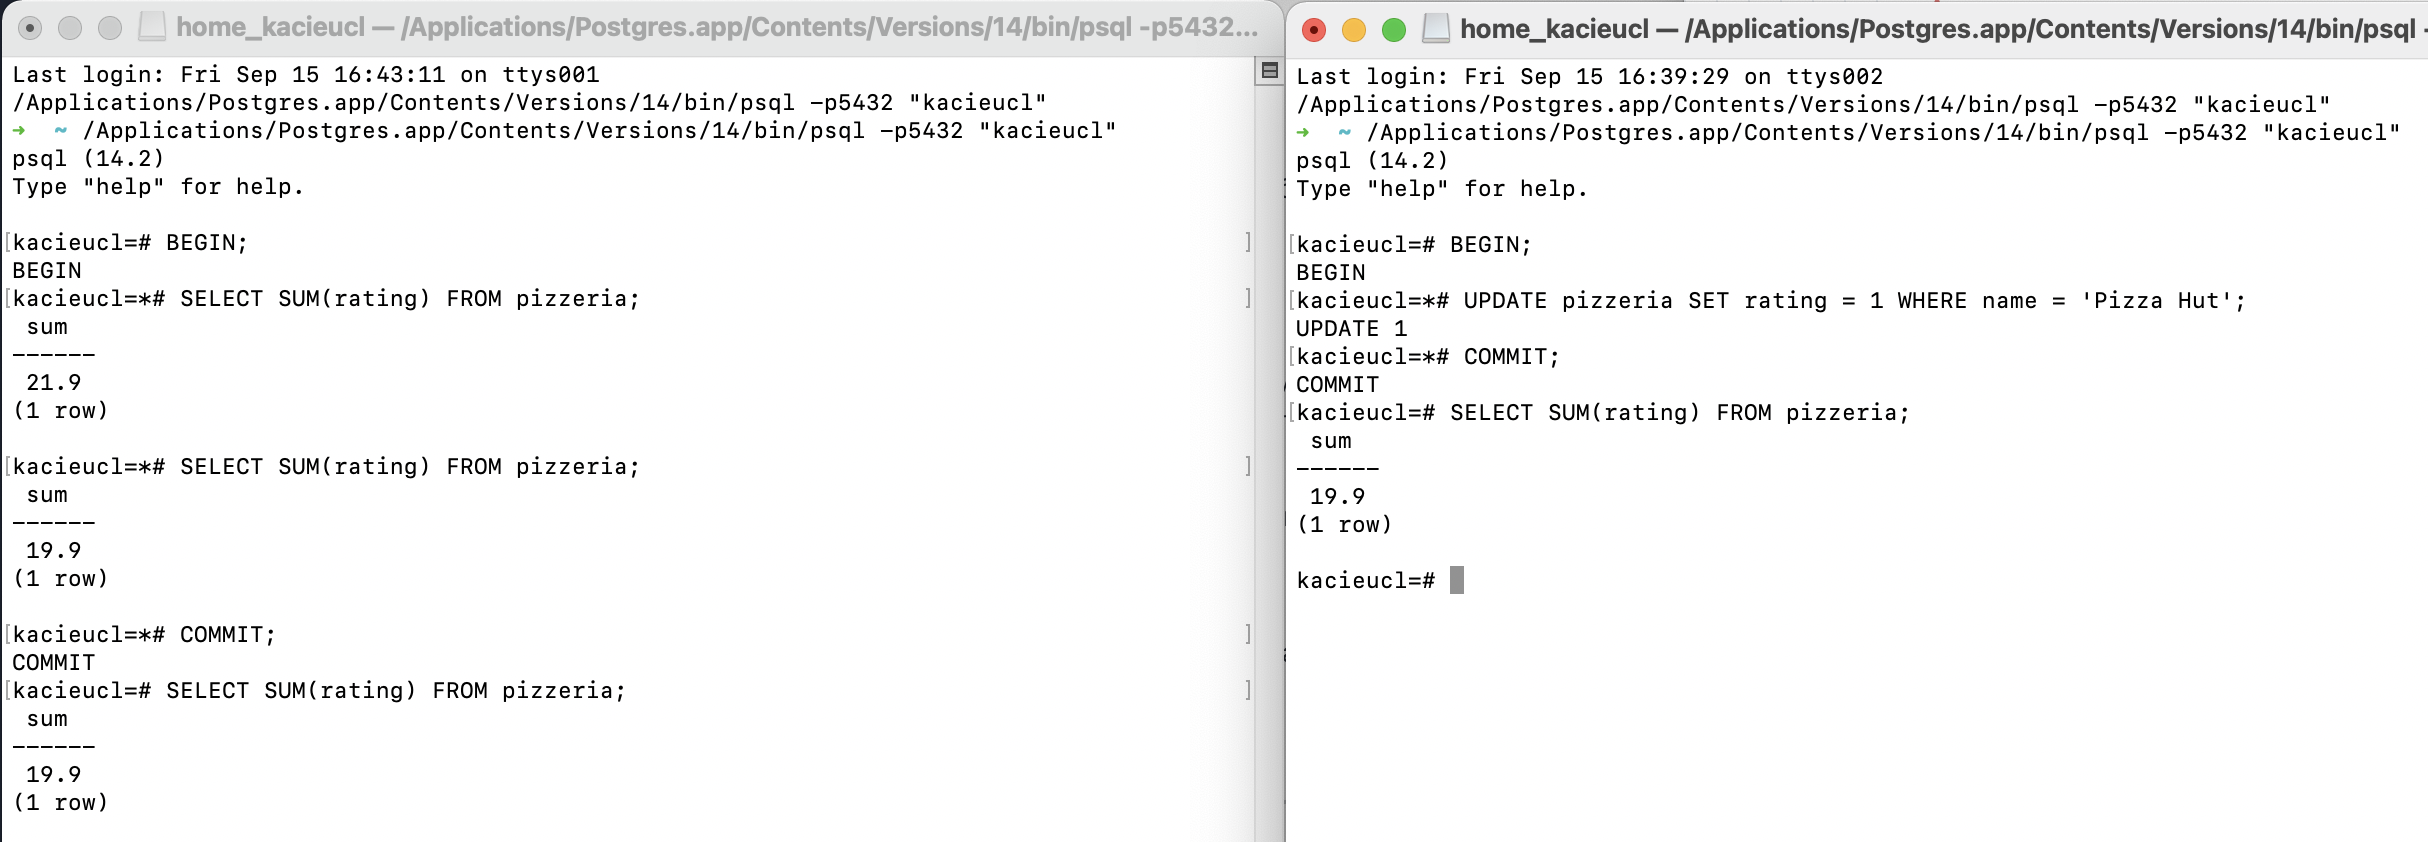 home_kacieucl — /Applications/Postgres.app/Contents/Versions/14/bin/psql -p5432...
Last login: Fri Sep 15 16:43:11 on ttys001
/Applications/Postgres.app/Contents/Versions/14/bin/psql -p5432 "kacieucl"
➜  ~ /Applications/Postgres.app/Contents/Versions/14/bin/psql -p5432 "kacieucl"
psql (14.2)
Type "help" for help.
[kacieucl=# BEGIN; ]
BEGIN
[kacieucl=*# SELECT SUM(rating) FROM pizzeria; ]
sum
------
21.9
(1 row)
[kacieucl=*# SELECT SUM(rating) FROM pizzeria; ]
sum
------
19.9
(1 row)
[kacieucl=*# COMMIT; ]
COMMIT
[kacieucl=# SELECT SUM(rating) FROM pizzeria; ]
sum
------
19.9
(1 row)
home_kacieucl — /Applications/Postgres.app/Contents/Versions/14/bin/psql -
Last login: Fri Sep 15 16:39:29 on ttys002
/Applications/Postgres.app/Contents/Versions/14/bin/psql -p5432 "kacieucl"
➜  ~ /Applications/Postgres.app/Contents/Versions/14/bin/psql -p5432 "kacieucl"
psql (14.2)
Type "help" for help.
[kacieucl=# BEGIN;
BEGIN
[kacieucl=*# UPDATE pizzeria SET rating = 1 WHERE name = 'Pizza Hut';
UPDATE 1
[kacieucl=*# COMMIT;
COMMIT
[kacieucl=# SELECT SUM(rating) FROM pizzeria;
sum
------
19.9
(1 row)
kacieucl=#